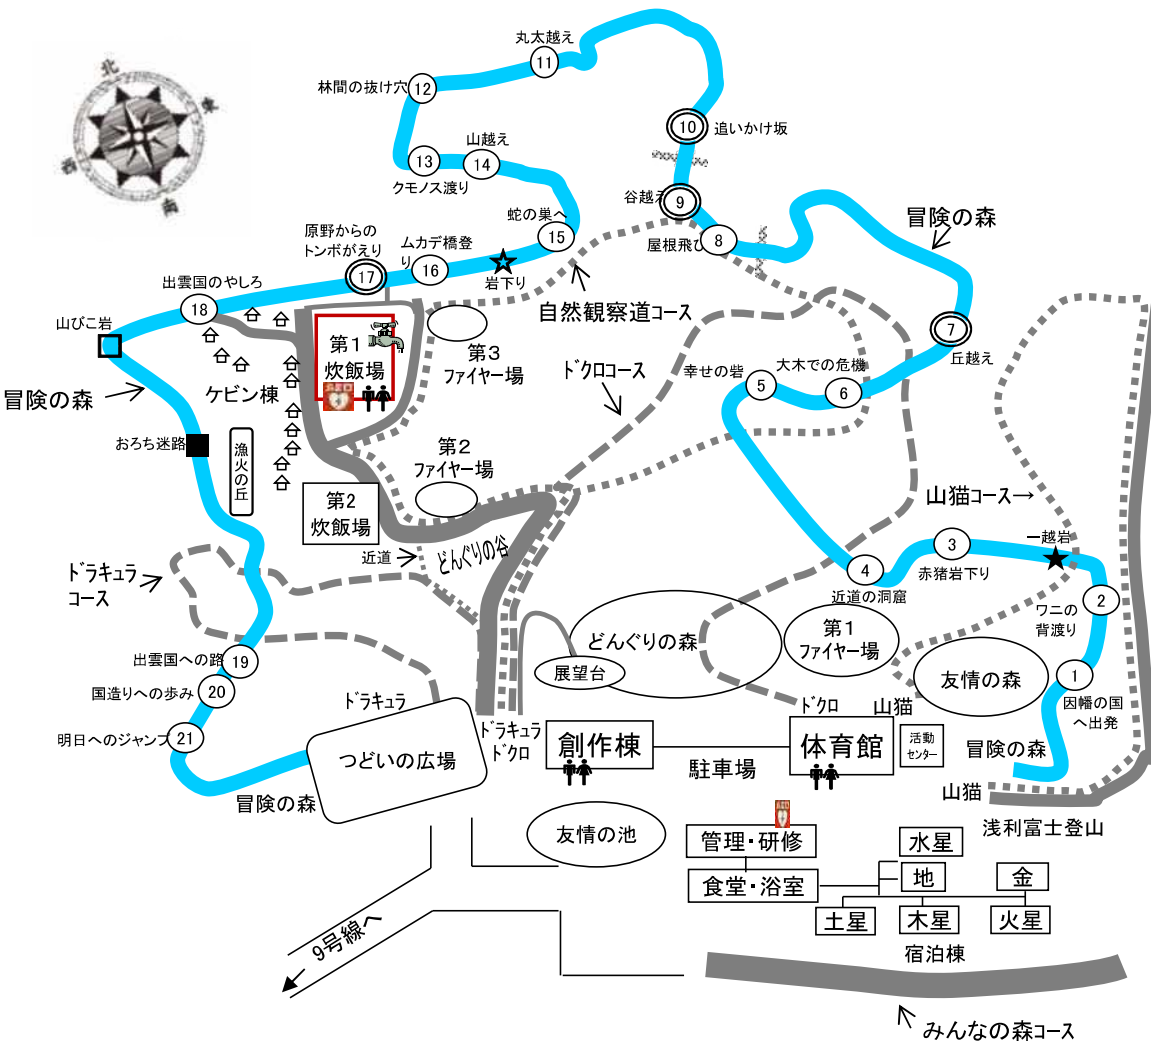 北
東
西
南
丸太越え
11
林間の抜け穴
12
10
追いかけ坂
山越え
13
14
クモノス渡り
谷越え
9
蛇の巣へ
15
屋根飛び
8
冒険の森
原野からの
トンボがえり
17
ムカデ橋登
り
16
岩下り
自然観察道コース
出雲国のやしろ
18
山びこ岩
第1
炊飯場
第3
ファイヤー場
ドクロコース
7
丘越え
幸せの砦
5
大木での危機
6
冒険の森
ケビン棟
おろち迷路
漁火の丘
第2
ファイヤー場
第2
炊飯場
山猫コース→
近道
どんぐりの谷
一越岩
3
赤猪岩下り
4
近道の洞窟
2
ワニの
背渡り
ドラキュラ
コース
どんぐりの森
第1
ファイヤー場
展望台
友情の森
1
因幡の国
へ出発
出雲国への路
19
国造りへの歩み
20
明日へのジャンプ
21
ドラキュラ
つどいの広場
冒険の森
ドラキュラ
ドクロ
創作棟
駐車場
ドクロ
体育館
山猫
活動
センター
冒険の森
山猫
浅利富士登山
友情の池
管理・研修
食堂・浴室
水星
地
金
土星
木星
火星
宿泊棟
9号線へ
みんなの森コース